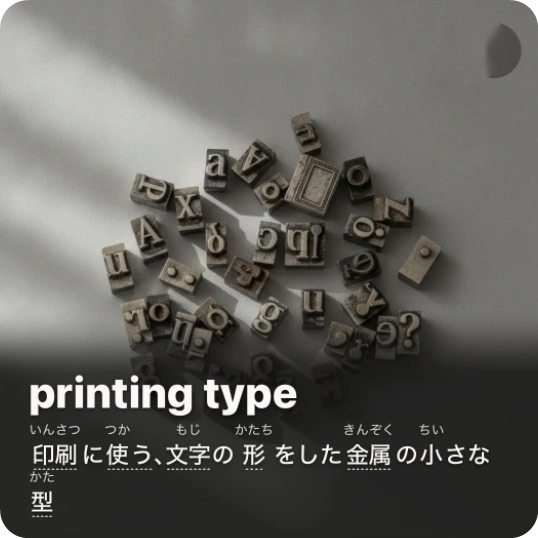 printing type
いんさつ つか もじ かたち きんぞく ちい
印刷に使う、文字の形をした金属の小さな
かた
型